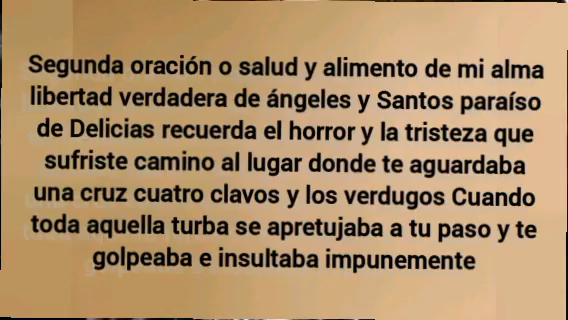 Segunda oración o salud y alimento de mi alma
libertad verdadera de ángeles y Santos paraíso
de Delicias recuerda el horror y la tristeza que
sufriste camino al lugar donde te aguardaba
una cruz cuatro clavos y los verdugos Cuando
toda aquella turba se apretujaba a tu paso y te
golpeaba e insultaba impunemente